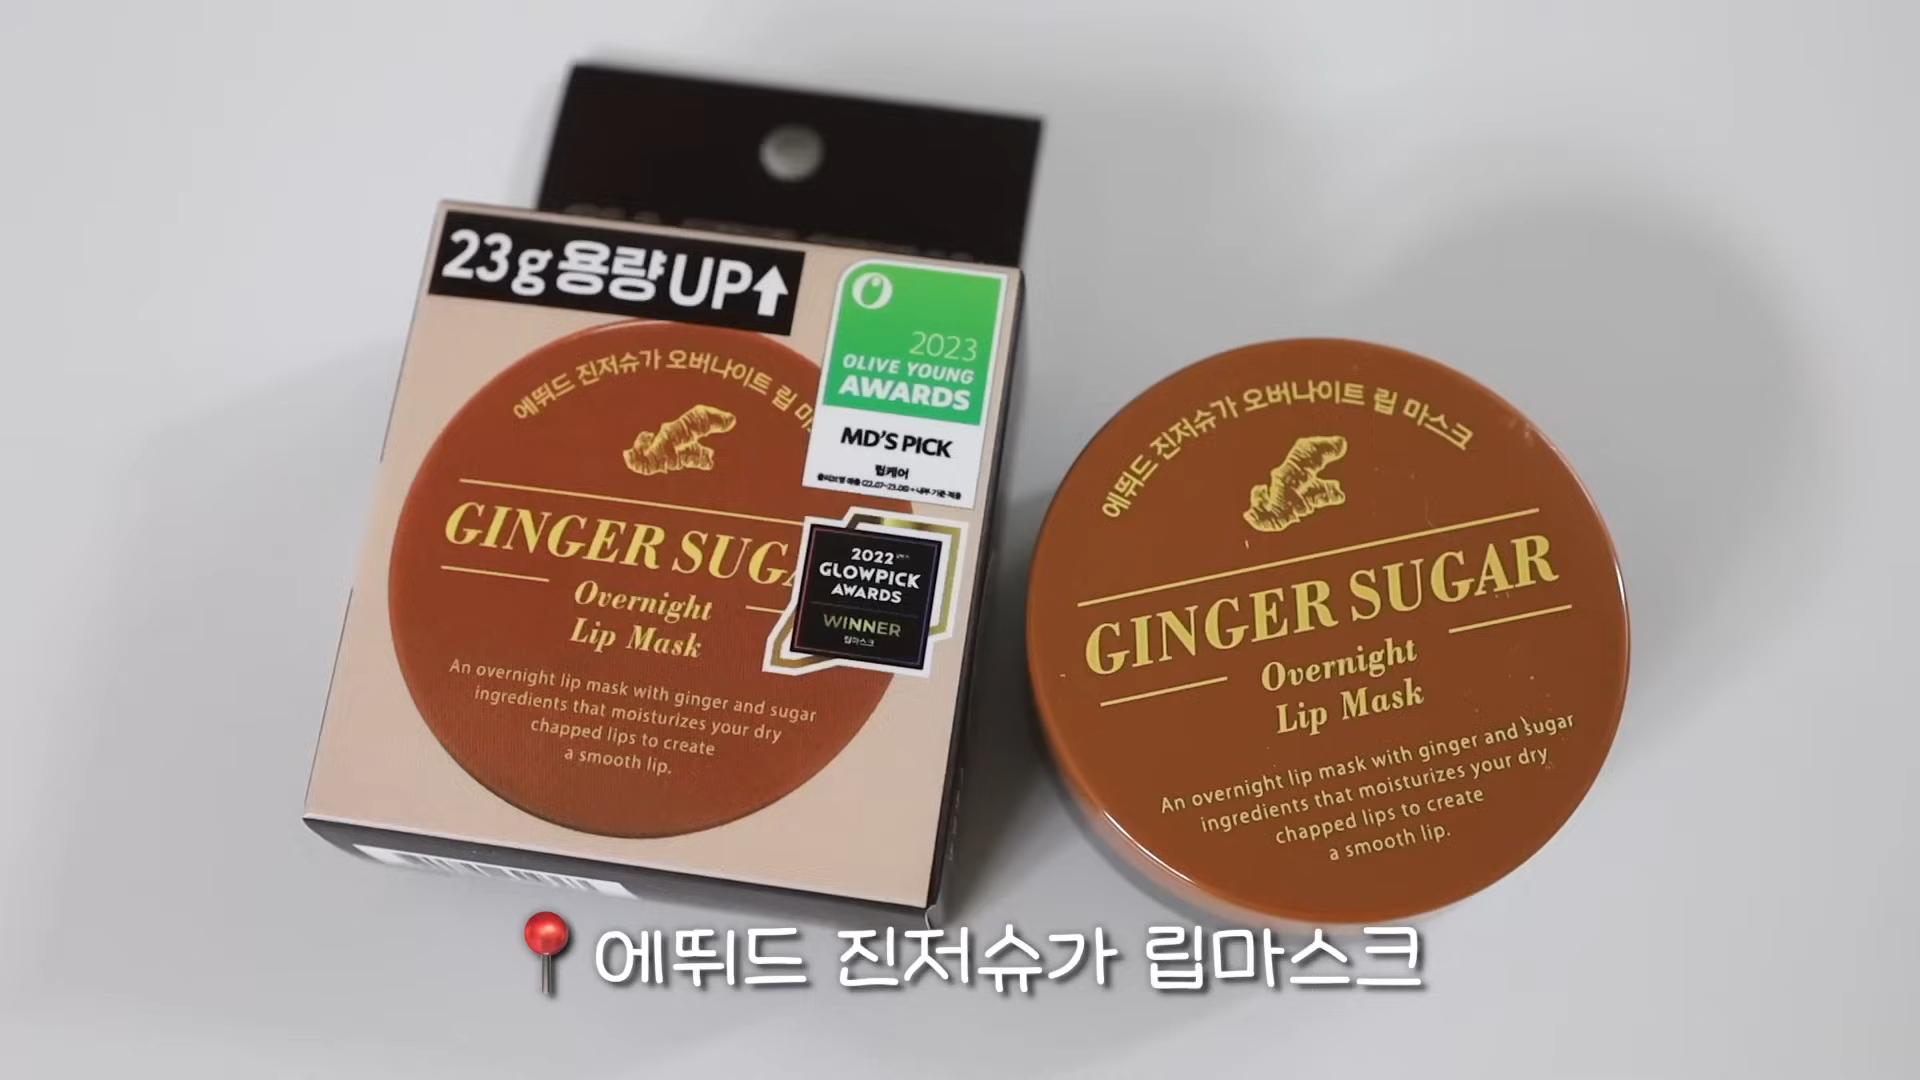 23g용량UP
에뛰드 진저슈가 오버나이트 립
GINGER SUGA
Overnight
Lip Mask
An overnight lip mask with ginger and sugar
ingredients that moisturizes your dry
chapped lips to create
a smooth lip.
2023
OLIVE YOUNG
AWARDS
MD'S PICK
립케어
2022
GLOWPICK
AWARDS
WINNER
립마스크
에뛰드 진저슈가 오버나이트 립 마스크
GINGER SUGAR
Overnight
Lip Mask
An overnight lip mask with ginger and sugar
ingredients that moisturizes your dry
chapped lips to create
a smooth lip.
에뛰드 진저슈가 립마스크